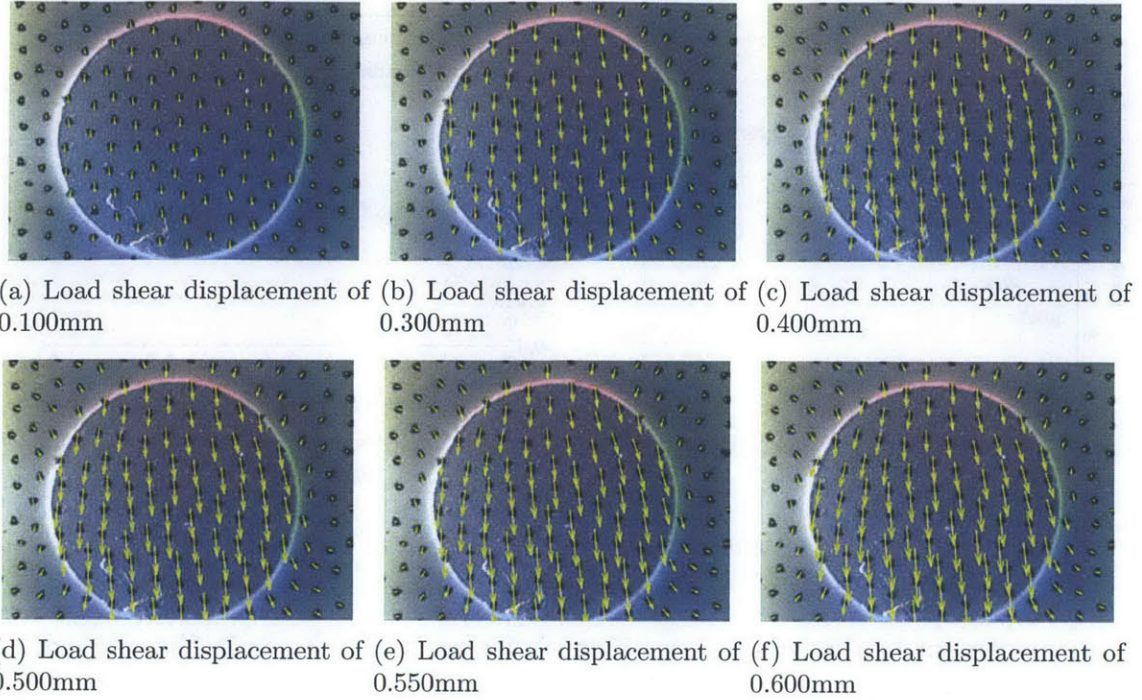 (a) Load shear displacement of
0.100mm
(b) Load shear displacement of
0.300mm
(c) Load shear displacement of
0.400mm
(d) Load shear displacement of
0.500mm
(e) Load shear displacement of
0.550mm
(f) Load shear displacement of
0.600mm